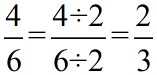 4/6 = 4÷2/6÷2 = 2/3